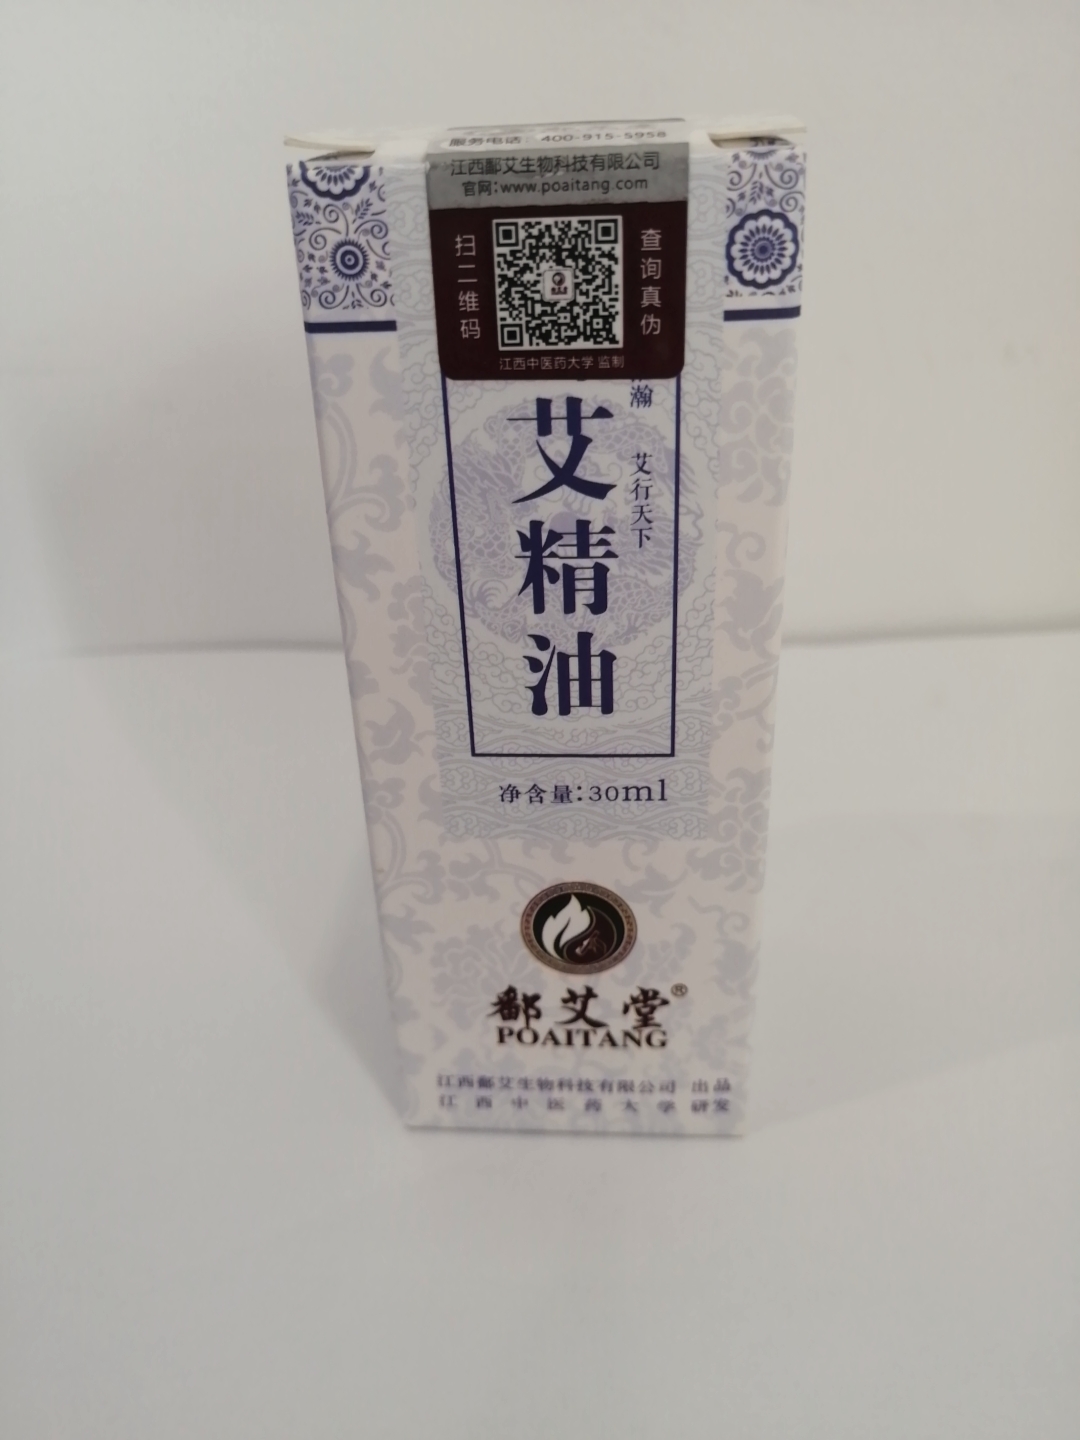 服务电话：400-915-5958
江西鄱艾生物科技有限公司
官网:www.poaitang.com
扫二维码
查询真伪
江西中医药大学 监制
瀚 艾行天下
艾精油
净含量:30ml
鄱艾堂®
POAITANG
江西鄱艾生物科技有限公司 出品
江西中医药大学 研发